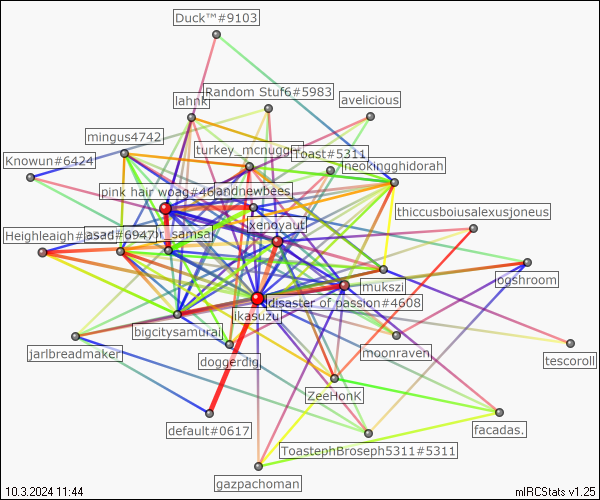 Duck™#9103
Random Stuf6#5983
lahnk
avelicious
mingus4742
turkey_mcnugget
Toast#5311
Knowun#6424
neokingghidorah
pink hair woag#46
andnewbees
thiccusboiusalexusjoneus
xenoyaut
Heighleaigh#
asad#6947
or_samsa
ogshroom
mukszi
disaster of passion#4608
ikasuzu
bigcitysamurai
jarlbreadmaker
doggerdig
moonraven
tescoroll
ZeeHonK
default#0617
facadas.
ToastephBroseph5311#5311
gazpachoman
10.3.2024 11:44
mIRCStats v1.25